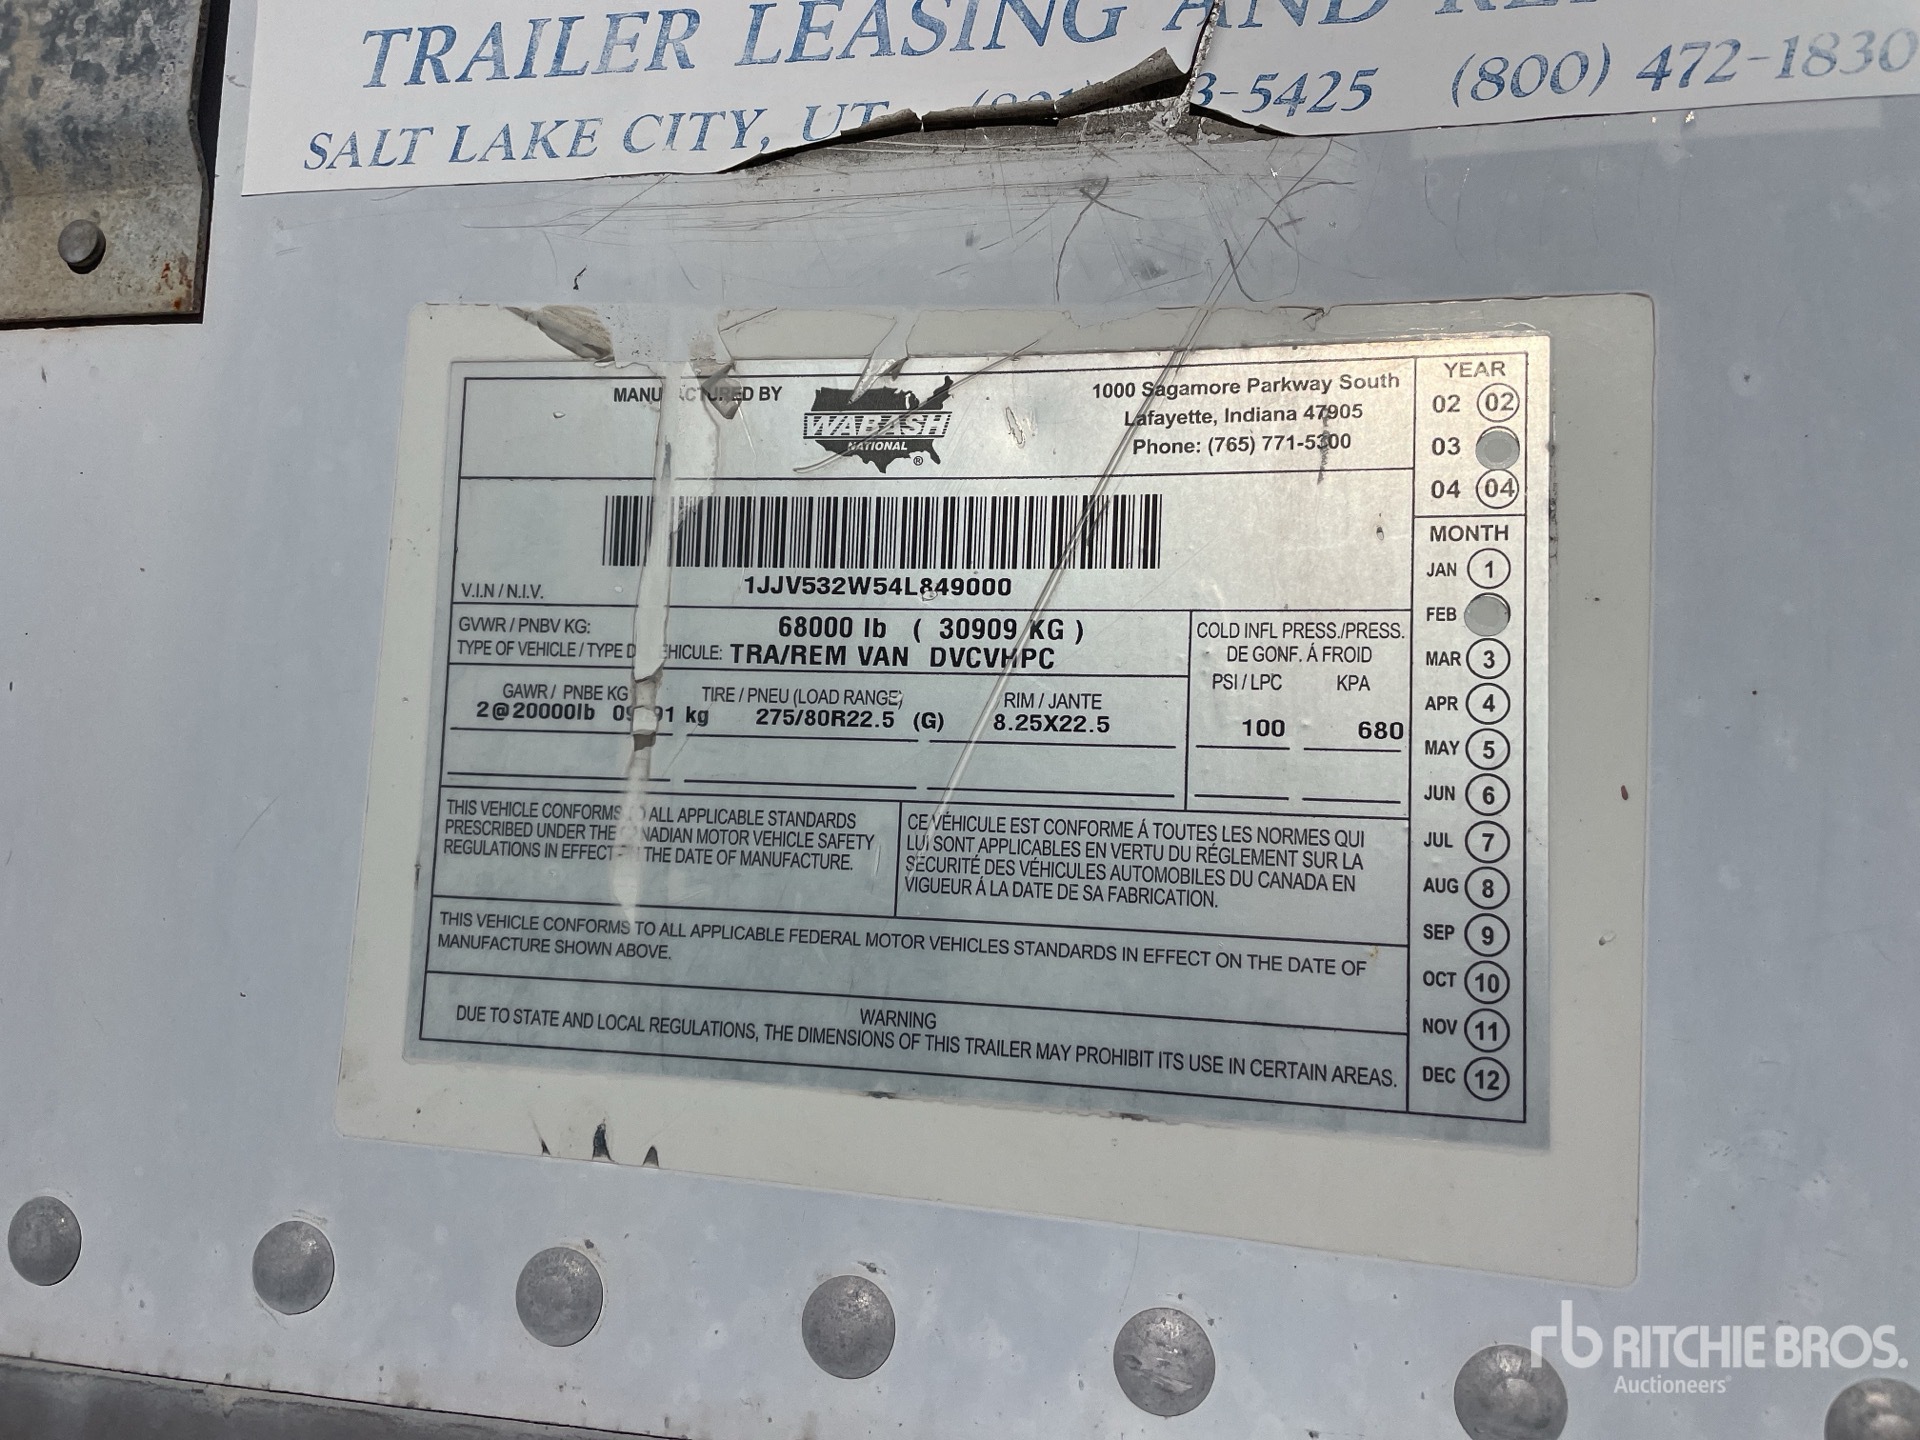 TRAILER LEASING AND
SALT LAKE CITY, UT 3-5425 (800) 472-1830
MANUFACTURED BY
WABASH
NATIONAL
®
1000 Sagamore Parkway South
Lafayette, Indiana 47905
Phone: (765) 771-5300
V.I.N / N.I.V.
1JJV532W54L849000
GVWR / PNBV KG: 68000 lb ( 30909 KG )
TYPE OF VEHICLE / TYPE DE VEHICULE: TRA/REM VAN DVCVHPC
COLD INFL PRESS./PRESS.
DE GONF. Á FROID
PSI / LPC KPA
100 680
GAWR / PNBE KG TIRE / PNEU (LOAD RANGE) RIM / JANTE
2@20000lb kg 275/80R22.5 (G) 8.25X22.5
THIS VEHICLE CONFORMS TO ALL APPLICABLE STANDARDS
PRESCRIBED UNDER THE CANADIAN MOTOR VEHICLE SAFETY
REGULATIONS IN EFFECT THE DATE OF MANUFACTURE.
CE VÉHICULE EST CONFORME Á TOUTES LES NORMES QUI
LUI SONT APPLICABLES EN VERTU DU RÉGLEMENT SUR LA
SÉCURITÉ DES VÉHICULES AUTOMOBILES DU CANADA EN
VIGUEUR Á LA DATE DE SA FABRICATION.
THIS VEHICLE CONFORMS TO ALL APPLICABLE FEDERAL MOTOR VEHICLES STANDARDS IN EFFECT ON THE DATE OF
MANUFACTURE SHOWN ABOVE.
WARNING
DUE TO STATE AND LOCAL REGULATIONS, THE DIMENSIONS OF THIS TRAILER MAY PROHIBIT ITS USE IN CERTAIN AREAS.
YEAR
02 02
03
04 04
MONTH
JAN 1
FEB
MAR 3
APR 4
MAY 5
JUN 6
JUL 7
AUG 8
SEP 9
OCT 10
NOV 11
DEC 12
rb RITCHIE BROS.
Auctioneers